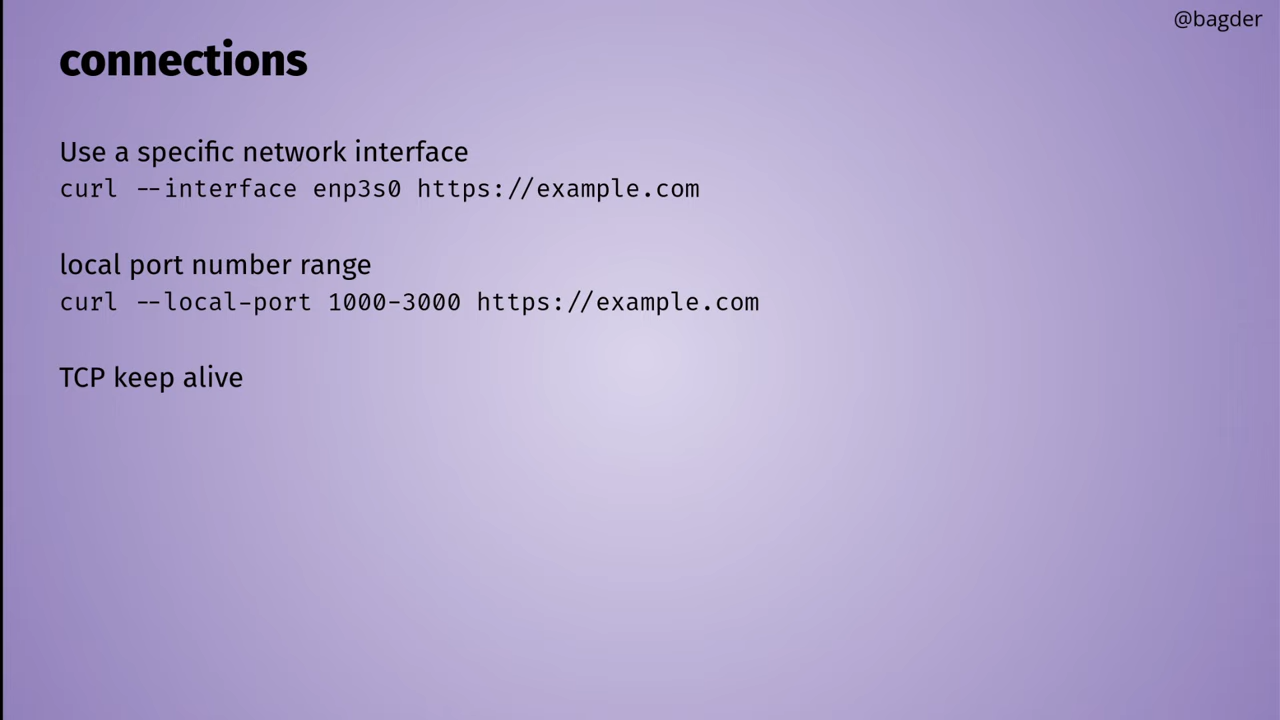 @bagder
connections
Use a specific network interface
curl --interface enp3s0 https://example.com
local port number range
curl --local-port 1000-3000 https://example.com
TCP keep alive